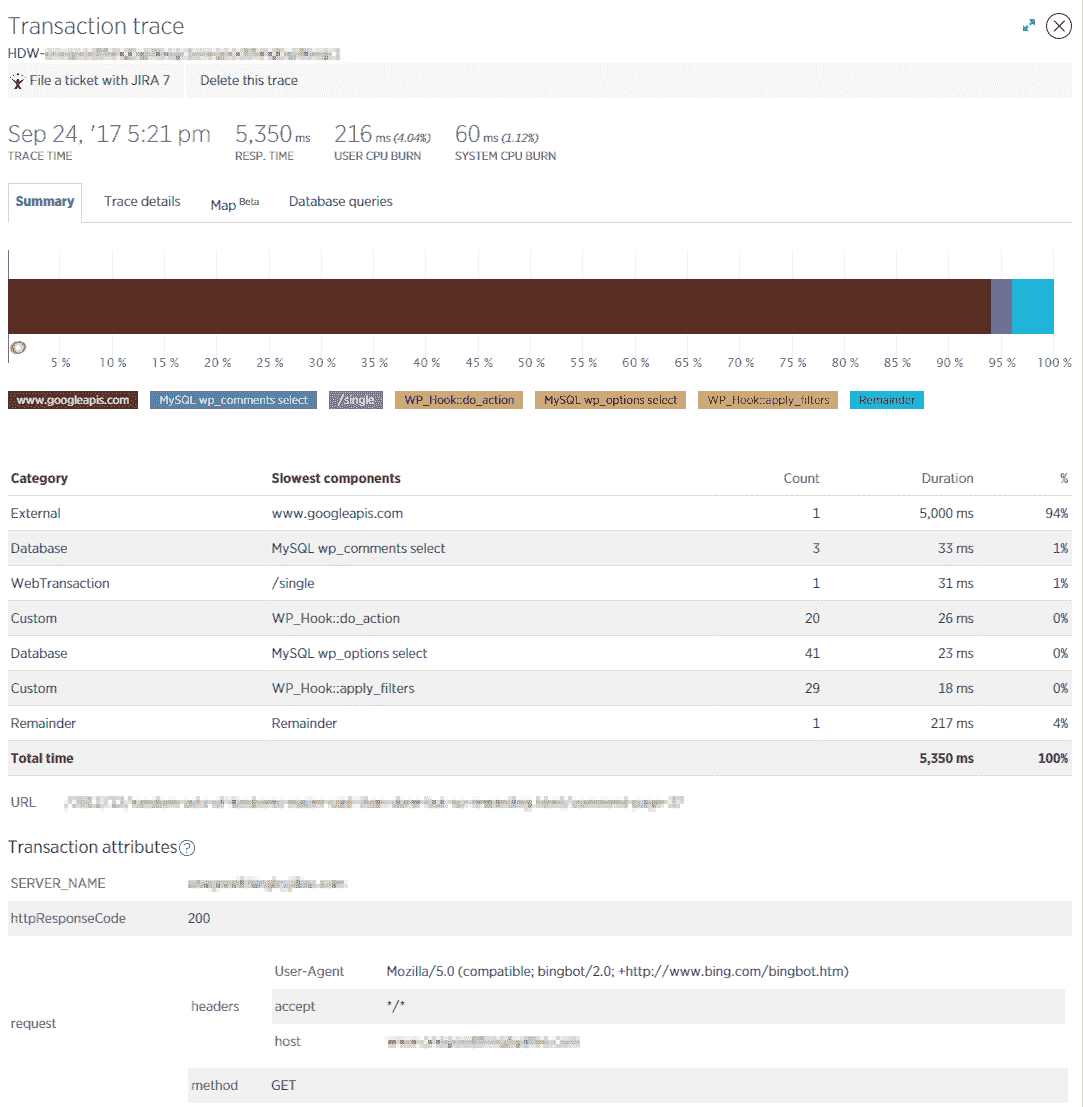 Transaction trace
HDW-
File a ticket with JIRA 7 Delete this trace
Sep 24, '17 5:21 pm 5,350 ms 216 ms (4.04%) 60 ms (1.12%)
TRACE TIME RESP. TIME USER CPU BURN SYSTEM CPU BURN
Summary Trace details Map Beta Database queries
5 % 10 % 15 % 20 % 25 % 30 % 35 % 40 % 45 % 50 % 55 % 60 % 65 % 70 % 75 % 80 % 85 % 90 % 95 % 100 %
www.googleapis.com MySQL wp_comments select /single WP_Hook::do_action MySQL wp_options select WP_Hook::apply_filters Remainder
Category Slowest components Count Duration %
External www.googleapis.com 1 5,000 ms 94%
Database MySQL wp_comments select 3 33 ms 1%
WebTransaction /single 1 31 ms 1%
Custom WP_Hook::do_action 20 26 ms 0%
Database MySQL wp_options select 41 23 ms 0%
Custom WP_Hook::apply_filters 29 18 ms 0%
Remainder Remainder 1 217 ms 4%
Total time 5,350 ms 100%
URL
Transaction attributes ?
SERVER_NAME
httpResponseCode 200
User-Agent Mozilla/5.0 (compatible; bingbot/2.0; +http://www.bing.com/bingbot.htm)
headers accept */*
request
host
method GET